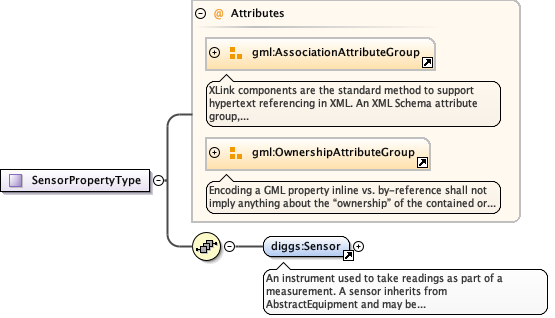 @ Attributes
gml:AssociationAttributeGroup
XLink components are the standard method to support
hypertext referencing in XML. An XML Schema attribute
group,...
gml:OwnershipAttributeGroup
Encoding a GML property inline vs. by-reference shall not
imply anything about the “ownership” of the contained or...
SensorPropertyType
diggs:Sensor
An instrument used to take readings as part of a
measurement. A sensor inherits from
AbstractEquipment and may be...